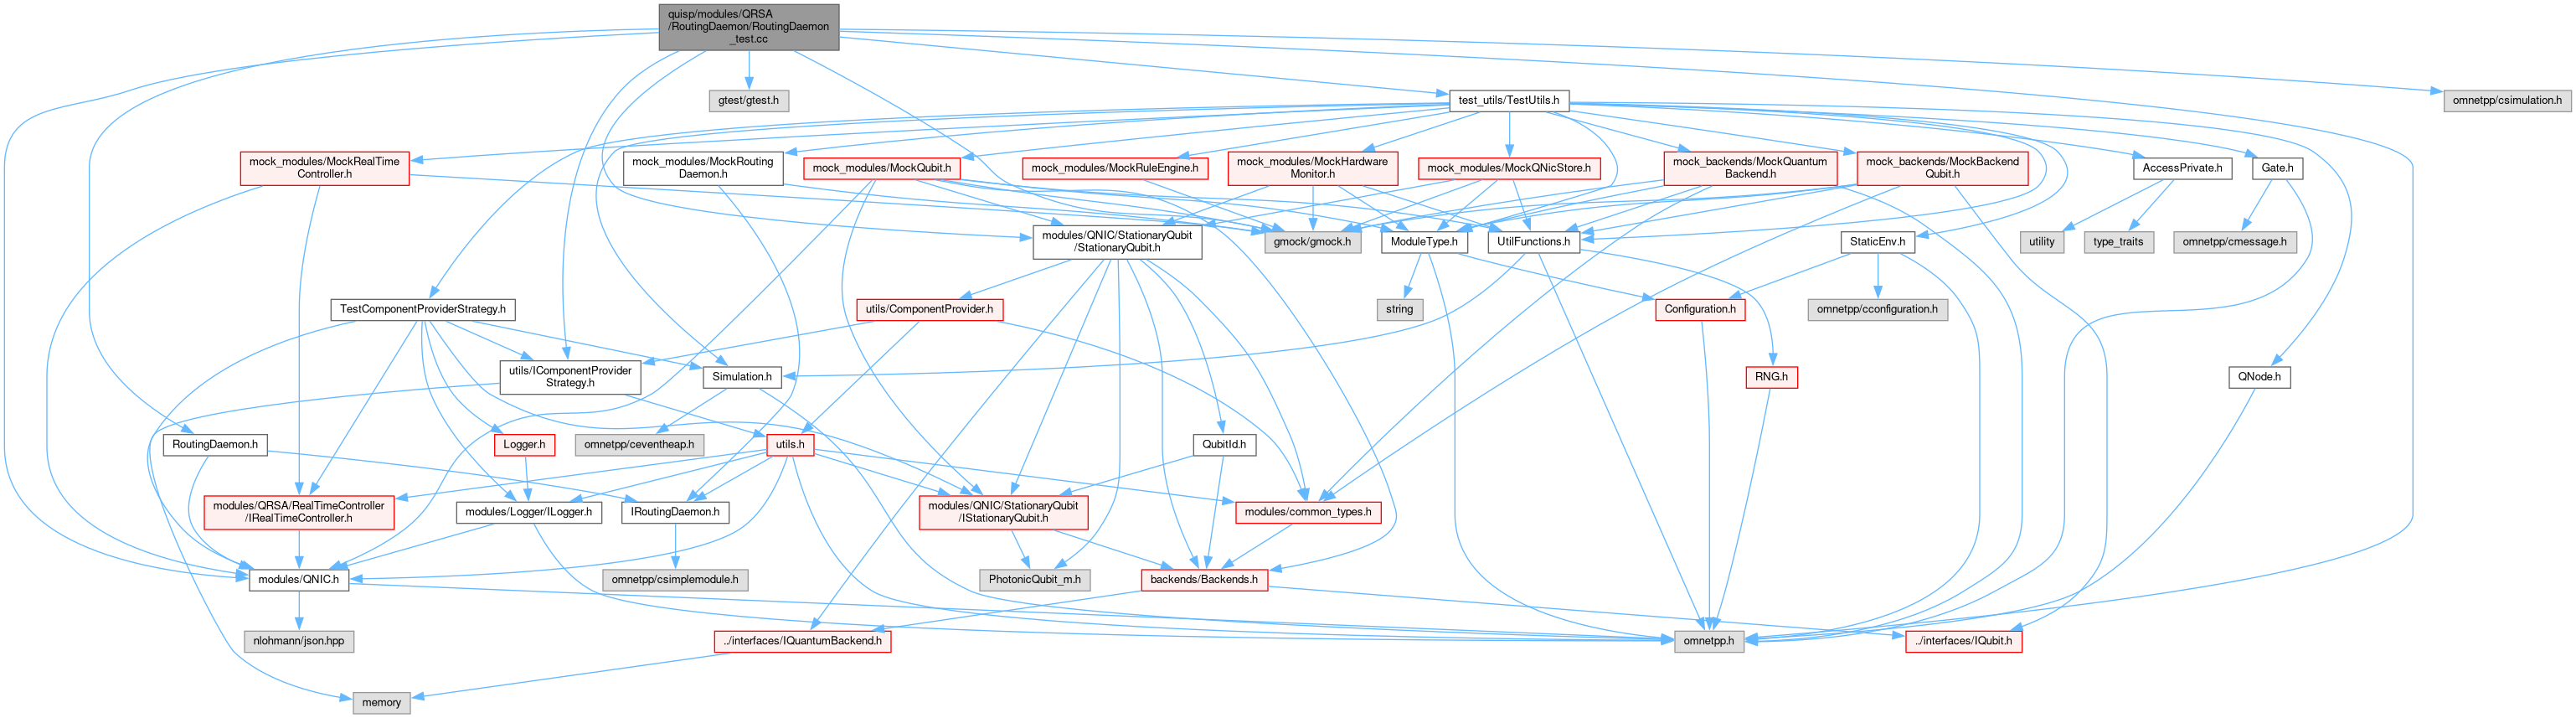 quisp/modules/QRSA
/RoutingDaemon/RoutingDaemon
_test.cc
gtest/gtest.h
test_utils/TestUtils.h
omnetpp/csimulation.h
mock_modules/MockRealTime
Controller.h
mock_modules/MockRouting
Daemon.h
mock_modules/MockQubit.h
mock_modules/MockRuleEngine.h
mock_modules/MockHardware
Monitor.h
mock_modules/MockQNicStore.h
mock_backends/MockQuantum
Backend.h
mock_backends/MockBackend
Qubit.h
AccessPrivate.h
Gate.h
modules/QNIC/StationaryQubit
/StationaryQubit.h
gmock/gmock.h
ModuleType.h
UtilFunctions.h
StaticEnv.h
utility
type_traits
omnetpp/cmessage.h
TestComponentProviderStrategy.h
utils/ComponentProvider.h
string
Configuration.h
omnetpp/cconfiguration.h
utils/IComponentProvider
Strategy.h
Simulation.h
RNG.h
QNode.h
RoutingDaemon.h
Logger.h
omnetpp/ceventheap.h
utils.h
QubitId.h
modules/QRSA/RealTimeController
/IRealTimeController.h
modules/Logger/ILogger.h
IRoutingDaemon.h
modules/QNIC/StationaryQubit
/IStationaryQubit.h
modules/common_types.h
modules/QNIC.h
omnetpp/csimplemodule.h
PhotonicQubit_m.h
backends/Backends.h
nlohmann/json.hpp
../interfaces/IQuantumBackend.h
omnetpp.h
../interfaces/IQubit.h
memory